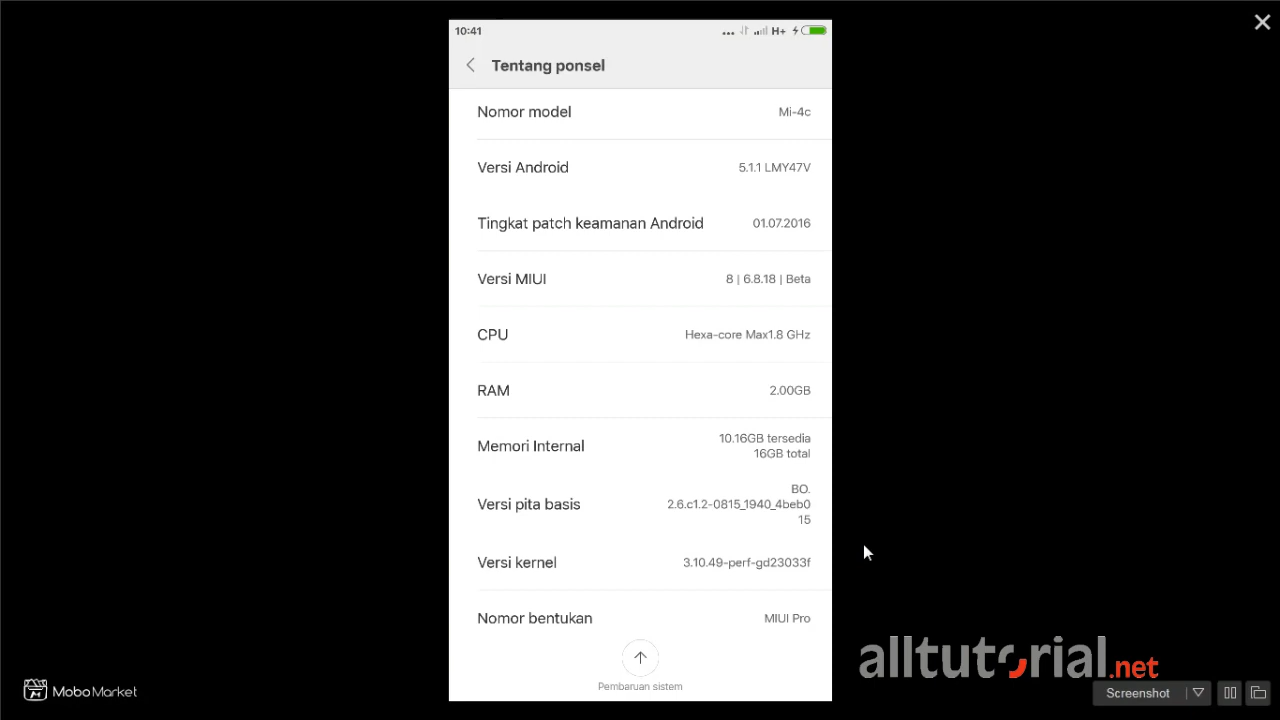 10:41
H+
Tentang ponsel
Nomor model Mi-4c
Versi Android 5.1.1 LMY47V
Tingkat patch keamanan Android 01.07.2016
Versi MIUI 8 | 6.8.18 | Beta
CPU Hexa-core Max1.8 GHz
RAM 2.00GB
Memori Internal 10.16GB tersedia
16GB total
Versi pita basis BO.
2.6.c1.2-0815_1940_4beb0
15
Versi kernel 3.10.49-perf-gd23033f
Nomor bentukan MIUI Pro
Pembaruan sistem
MoboMarket
alltutorial.net
Screenshot